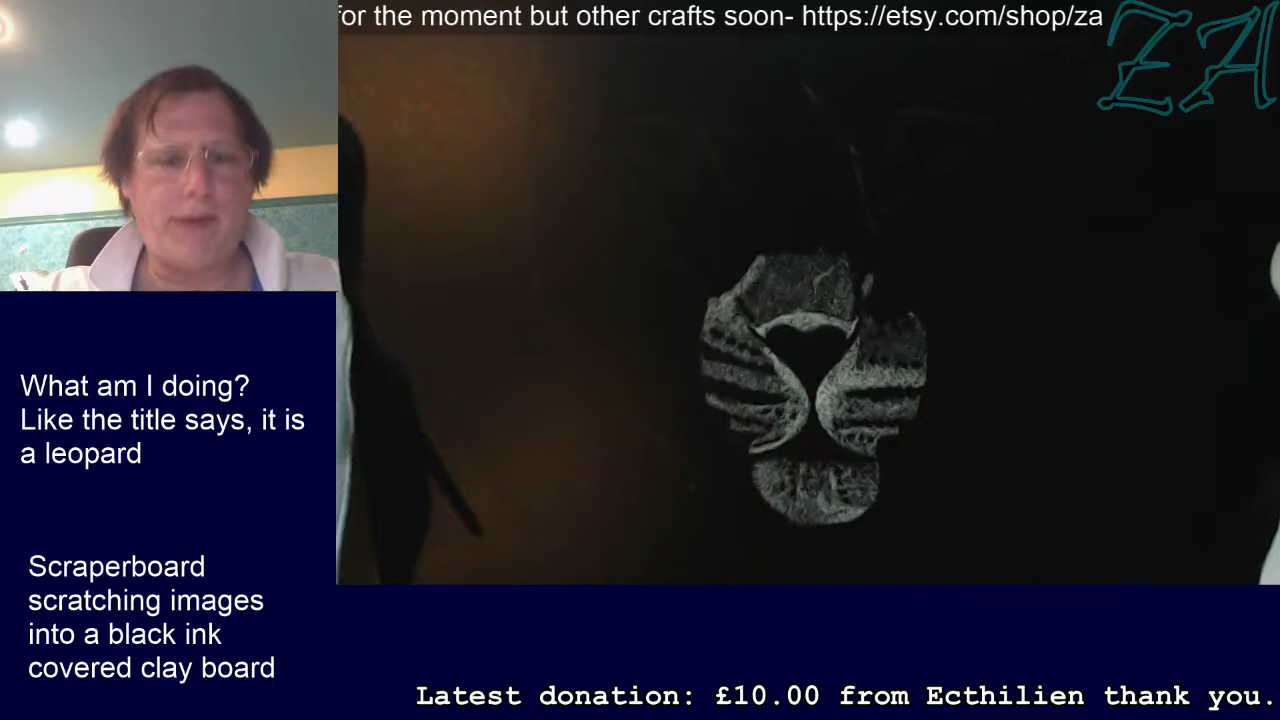 for the moment but other crafts soon- https://etsy.com/shop/za
ZA
What am I doing?
Like the title says, it is
a leopard
Scraperboard
scratching images
into a black ink
covered clay board
Latest donation: £10.00 from Ecthilien thank you.